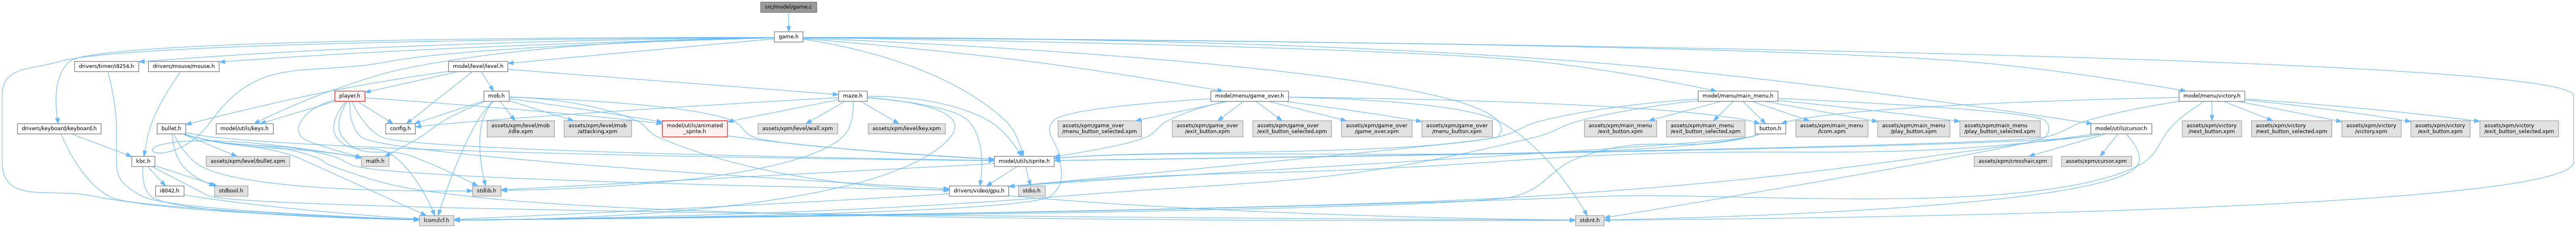 src/model/game.c
game.h
drivers/timer/i8254.h
drivers/mouse/mouse.h
model/level/level.h
player.h
mob.h
maze.h
model/menu/game_over.h
model/menu/main_menu.h
model/menu/victory.h
drivers/keyboard/keyboard.h
bullet.h
model/utils/keys.h
config.h
assets/xpm/level/mob
/idle.xpm
assets/xpm/level/mob
/attacking.xpm
model/utils/animated
_sprite.h
assets/xpm/level/wall.xpm
assets/xpm/level/key.xpm
assets/xpm/game_over
/menu_button_selected.xpm
assets/xpm/game_over
/exit_button.xpm
assets/xpm/game_over
/exit_button_selected.xpm
assets/xpm/game_over
/game_over.xpm
assets/xpm/game_over
/menu_button.xpm
assets/xpm/main_menu
/exit_button.xpm
assets/xpm/main_menu
/exit_button_selected.xpm
button.h
assets/xpm/main_menu
/lcom.xpm
assets/xpm/main_menu
/play_button.xpm
assets/xpm/main_menu
/play_button_selected.xpm
model/utils/cursor.h
assets/xpm/victory
/next_button.xpm
assets/xpm/victory
/next_button_selected.xpm
assets/xpm/victory
/victory.xpm
assets/xpm/victory
/exit_button.xpm
assets/xpm/victory
/exit_button_selected.xpm
kbc.h
assets/xpm/level/bullet.xpm
math.h
model/utils/sprite.h
assets/xpm/crosshair.xpm
assets/xpm/cursor.xpm
i8042.h
stdbool.h
stdlib.h
drivers/video/gpu.h
stdio.h
lcom/lcf.h
stdint.h